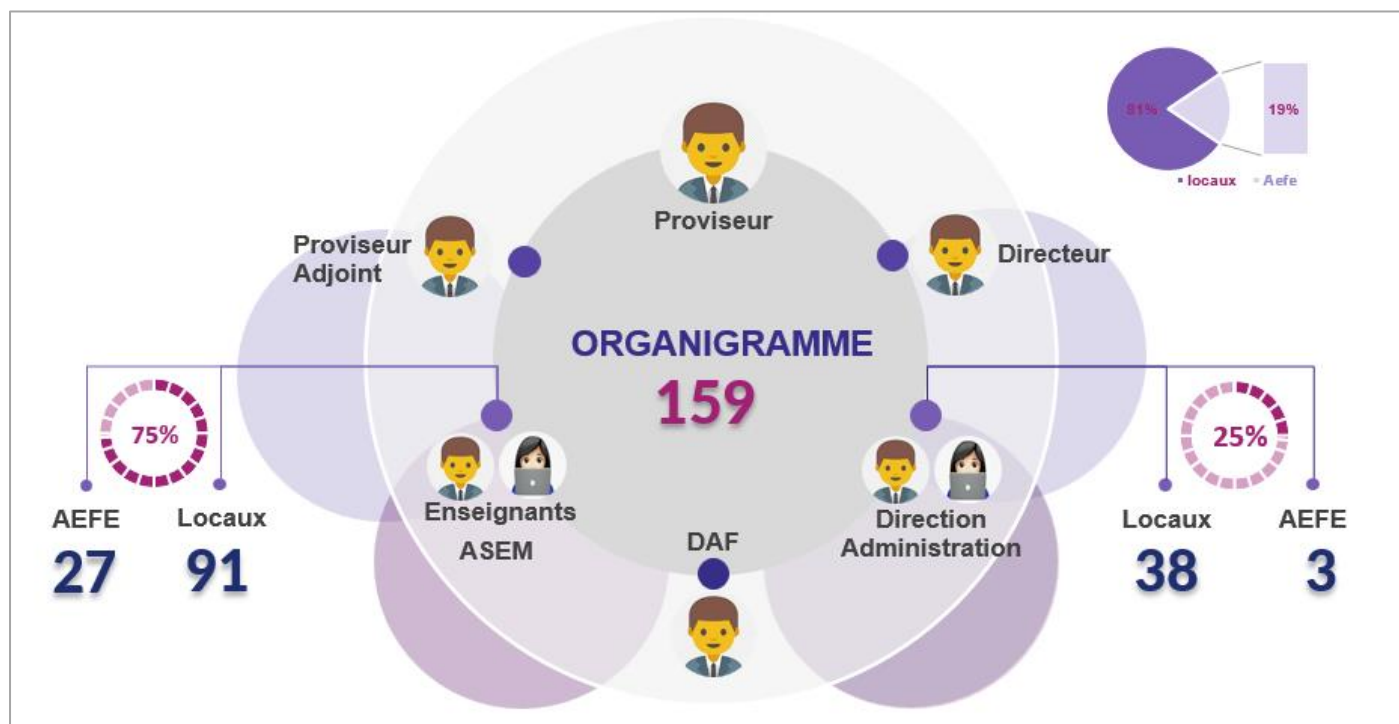 81%
19%
locaux
Aefe
Proviseur
Proviseur
Adjoint
Directeur
ORGANIGRAMME
159
75%
25%
AEFE
Locaux
27
91
Enseignants
ASEM
DAF
Direction
Administration
Locaux
AEFE
38
3